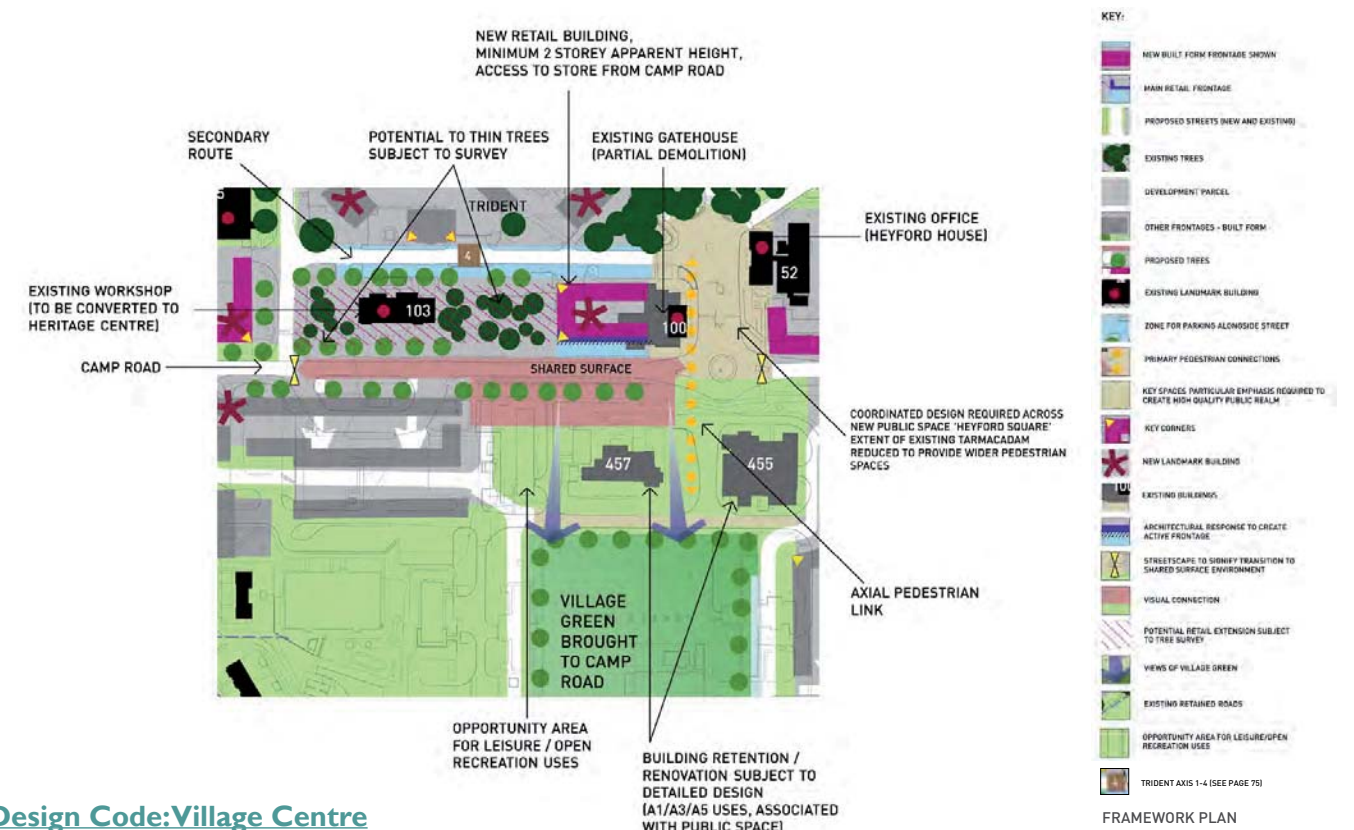 NEW RETAIL BUILDING,
MINIMUM 2 STOREY APPARENT HEIGHT,
ACCESS TO STORE FROM CAMP ROAD
SECONDARY
ROUTE
POTENTIAL TO THIN TREES
SUBJECT TO SURVEY
EXISTING GATEHOUSE
(PARTIAL DEMOLITION)
EXISTING OFFICE
(HEYFORD HOUSE)
EXISTING WORKSHOP
(TO BE CONVERTED TO
HERITAGE CENTRE)
CAMP ROAD
5
TRIDENT
4
52
103
100
SHARED SURFACE
COORDINATED DESIGN REQUIRED ACROSS
NEW PUBLIC SPACE 'HEYFORD SQUARE'
EXTENT OF EXISTING TARMACADAM
REDUCED TO PROVIDE WIDER PEDESTRIAN
SPACES
457
455
VILLAGE
GREEN
BROUGHT
TO CAMP
ROAD
AXIAL PEDESTRIAN
LINK
OPPORTUNITY AREA
FOR LEISURE / OPEN
RECREATION USES
BUILDING RETENTION /
RENOVATION SUBJECT TO
DETAILED DESIGN
(A1/A3/A5 USES, ASSOCIATED
WITH PUBLIC SPACE)
Design Code:Village Centre
KEY:
NEW BUILT FORM FRONTAGE SHOWN
MAIN RETAIL FRONTAGE
PROPOSED STREETS (NEW AND EXISTING)
EXISTING TREES
DEVELOPMENT PARCEL
OTHER FRONTAGES - BUILT FORM
PROPOSED TREES
EXISTING LANDMARK BUILDING
ZONE FOR PARKING ALONGSIDE STREET
PRIMARY PEDESTRIAN CONNECTIONS
KEY SPACES PARTICULAR EMPHASIS REQUIRED TO
CREATE HIGH QUALITY PUBLIC REALM
KEY CORNERS
NEW LANDMARK BUILDING
EXISTING BUILDINGS
ARCHITECTURAL RESPONSE TO CREATE
ACTIVE FRONTAGE
STREETSCAPE TO SIGNIFY TRANSITION TO
SHARED SURFACE ENVIRONMENT
VISUAL CONNECTION
POTENTIAL RETAIL EXTENSION SUBJECT
TO TREE SURVEY
VIEWS OF VILLAGE GREEN
EXISTING RETAINED ROADS
OPPORTUNITY AREA FOR LEISURE/OPEN
RECREATION USES
TRIDENT AXIS 1-4 (SEE PAGE 75)
FRAMEWORK PLAN